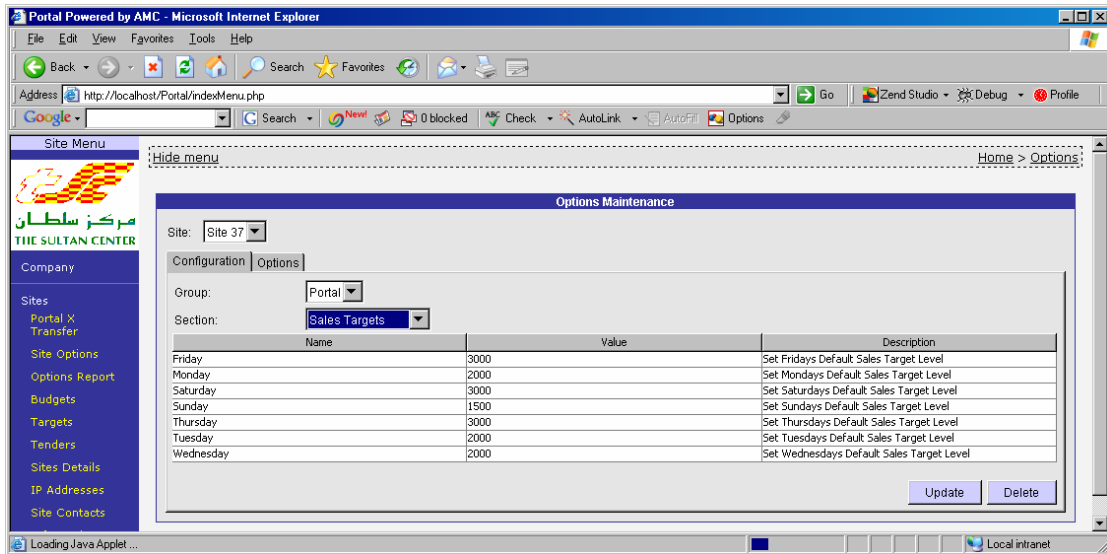 Portal Powered by AMC - Microsoft Internet Explorer
File Edit View Favorites Tools Help
Back Search Favorites
Address http://localhost/Portal/indexMenu.php Go Zend Studio Debug Profile
Google Search New! 0 blocked ABC Check AutoLink AutoFill Options
Site Menu
Hide menu Home > Options
مركز سلطان
THE SULTAN CENTER
Company
Sites
Portal X
Transfer
Site Options
Options Report
Budgets
Targets
Tenders
Sites Details
IP Addresses
Site Contacts
Options Maintenance
Site: Site 37
Configuration Options
Group: Portal
Section: Sales Targets
Name Value Description
Friday 3000 Set Fridays Default Sales Target Level
Monday 2000 Set Mondays Default Sales Target Level
Saturday 3000 Set Saturdays Default Sales Target Level
Sunday 1500 Set Sundays Default Sales Target Level
Thursday 3000 Set Thursdays Default Sales Target Level
Tuesday 2000 Set Tuesdays Default Sales Target Level
Wednesday 2000 Set Wednesdays Default Sales Target Level
Update Delete
Loading Java Applet ... Local intranet